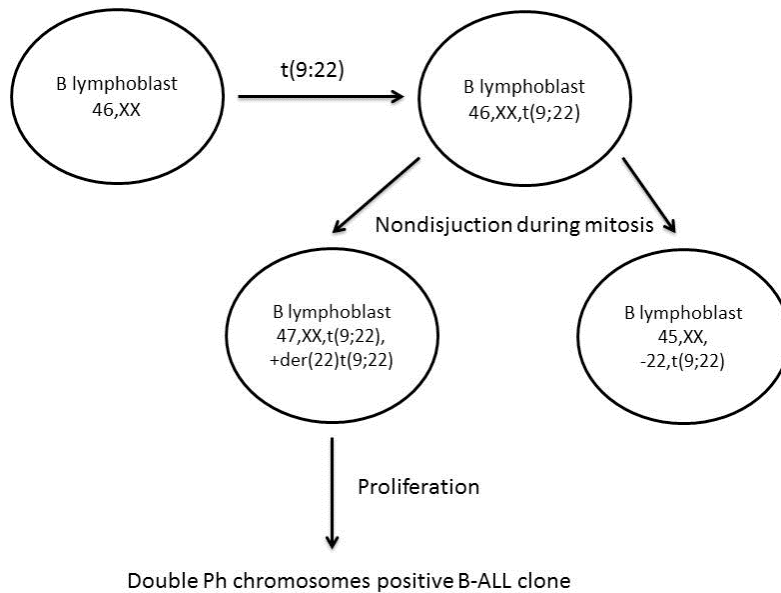 B lymphoblast
46,XX
t(9:22)
B lymphoblast
46,XX,t(9;22)
Nondisjuction during mitosis
B lymphoblast
47,XX,t(9;22),
+der(22)t(9;22)
B lymphoblast
45,XX,
-22,t(9;22)
Proliferation
Double Ph chromosomes positive B-ALL clone